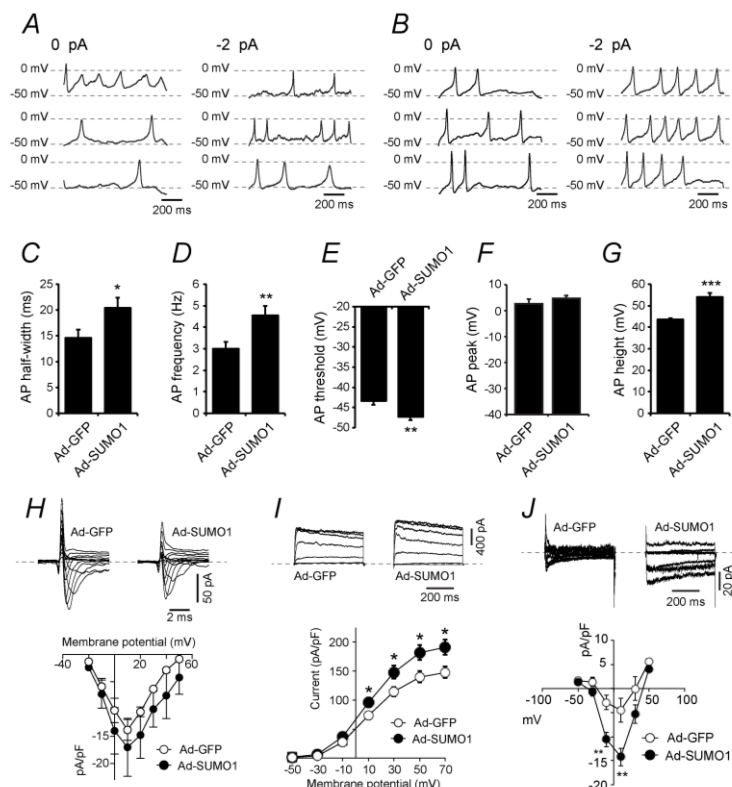 A
B
0 pA
-2 pA
0 pA
-2 pA
0 mV
-50 mV
0 mV
-50 mV
0 mV
-50 mV
0 mV
-50 mV
0 mV
-50 mV
0 mV
-50 mV
0 mV
-50 mV
0 mV
-50 mV
0 mV
-50 mV
0 mV
-50 mV
0 mV
-50 mV
0 mV
-50 mV
200 ms
200 ms
200 ms
200 ms
C
AP half-width (ms)
25
20
15
10
5
0
*
Ad-GFP
Ad-SUMO1
D
AP frequency (Hz)
6
5
4
3
2
1
0
**
Ad-GFP
Ad-SUMO1
E
Ad-GFP
Ad-SUMO1
AP threshold (mV)
-20
-25
-30
-35
-40
-45
-50
**
F
AP peak (mV)
10
0
-10
-20
-30
-40
Ad-GFP
Ad-SUMO1
G
AP height (mV)
60
50
40
30
20
10
0
***
Ad-GFP
Ad-SUMO1
H
Ad-GFP
Ad-SUMO1
50 pA
2 ms
Membrane potential (mV)
-40
20
60
-15
-20
pA/pF
Ad-GFP
Ad-SUMO1
I
Ad-GFP
Ad-SUMO1
400 pA
200 ms
Current (pA/pF)
200
150
100
50
0
* * * *
Ad-GFP
Ad-SUMO1
-50 -30 -10 10 30 50 70
Membrane potential (mV)
J
Ad-GFP
Ad-SUMO1
200 ms
20 pA
pA/pF
5
-100
-50
50
100
mV
** **
-15
-20
Ad-GFP
Ad-SUMO1